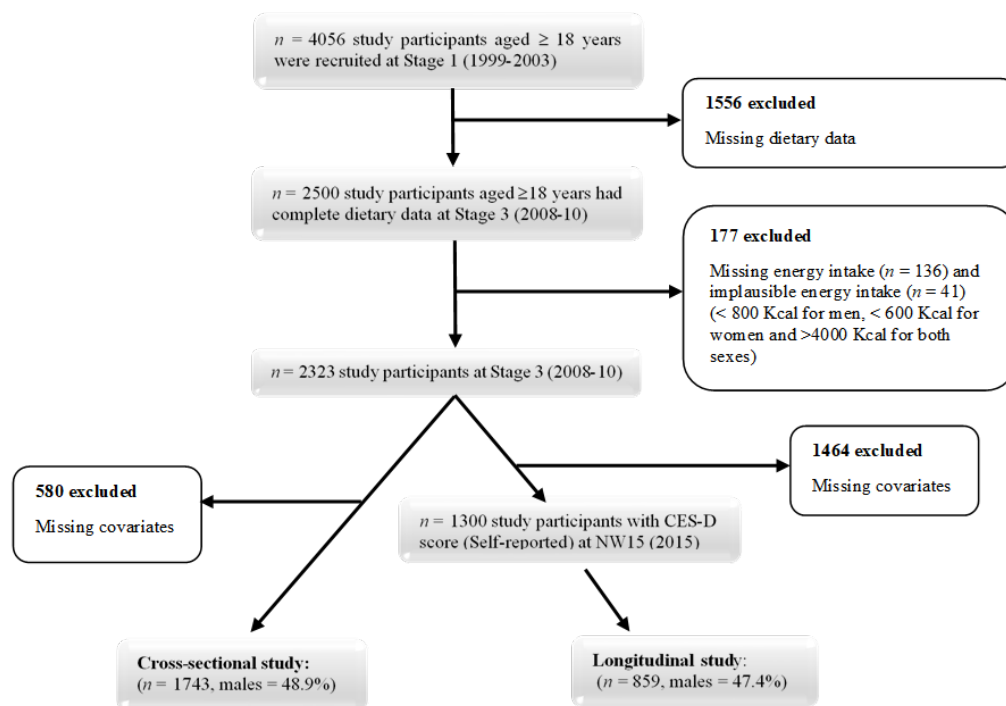 n = 4056 study participants aged ≥ 18 years
were recruited at Stage 1 (1999-2003)
1556 excluded
Missing dietary data
n = 2500 study participants aged ≥18 years had
complete dietary data at Stage 3 (2008-10)
177 excluded
Missing energy intake (n = 136) and
implausible energy intake (n = 41)
(< 800 Kcal for men, < 600 Kcal for
women and >4000 Kcal for both
sexes)
n = 2323 study participants at Stage 3 (2008-10)
1464 excluded
Missing covariates
580 excluded
Missing covariates
n = 1300 study participants with CES-D
score (Self-reported) at NW15 (2015)
Cross-sectional study:
(n = 1743, males = 48.9%)
Longitudinal study:
(n = 859, males = 47.4%)